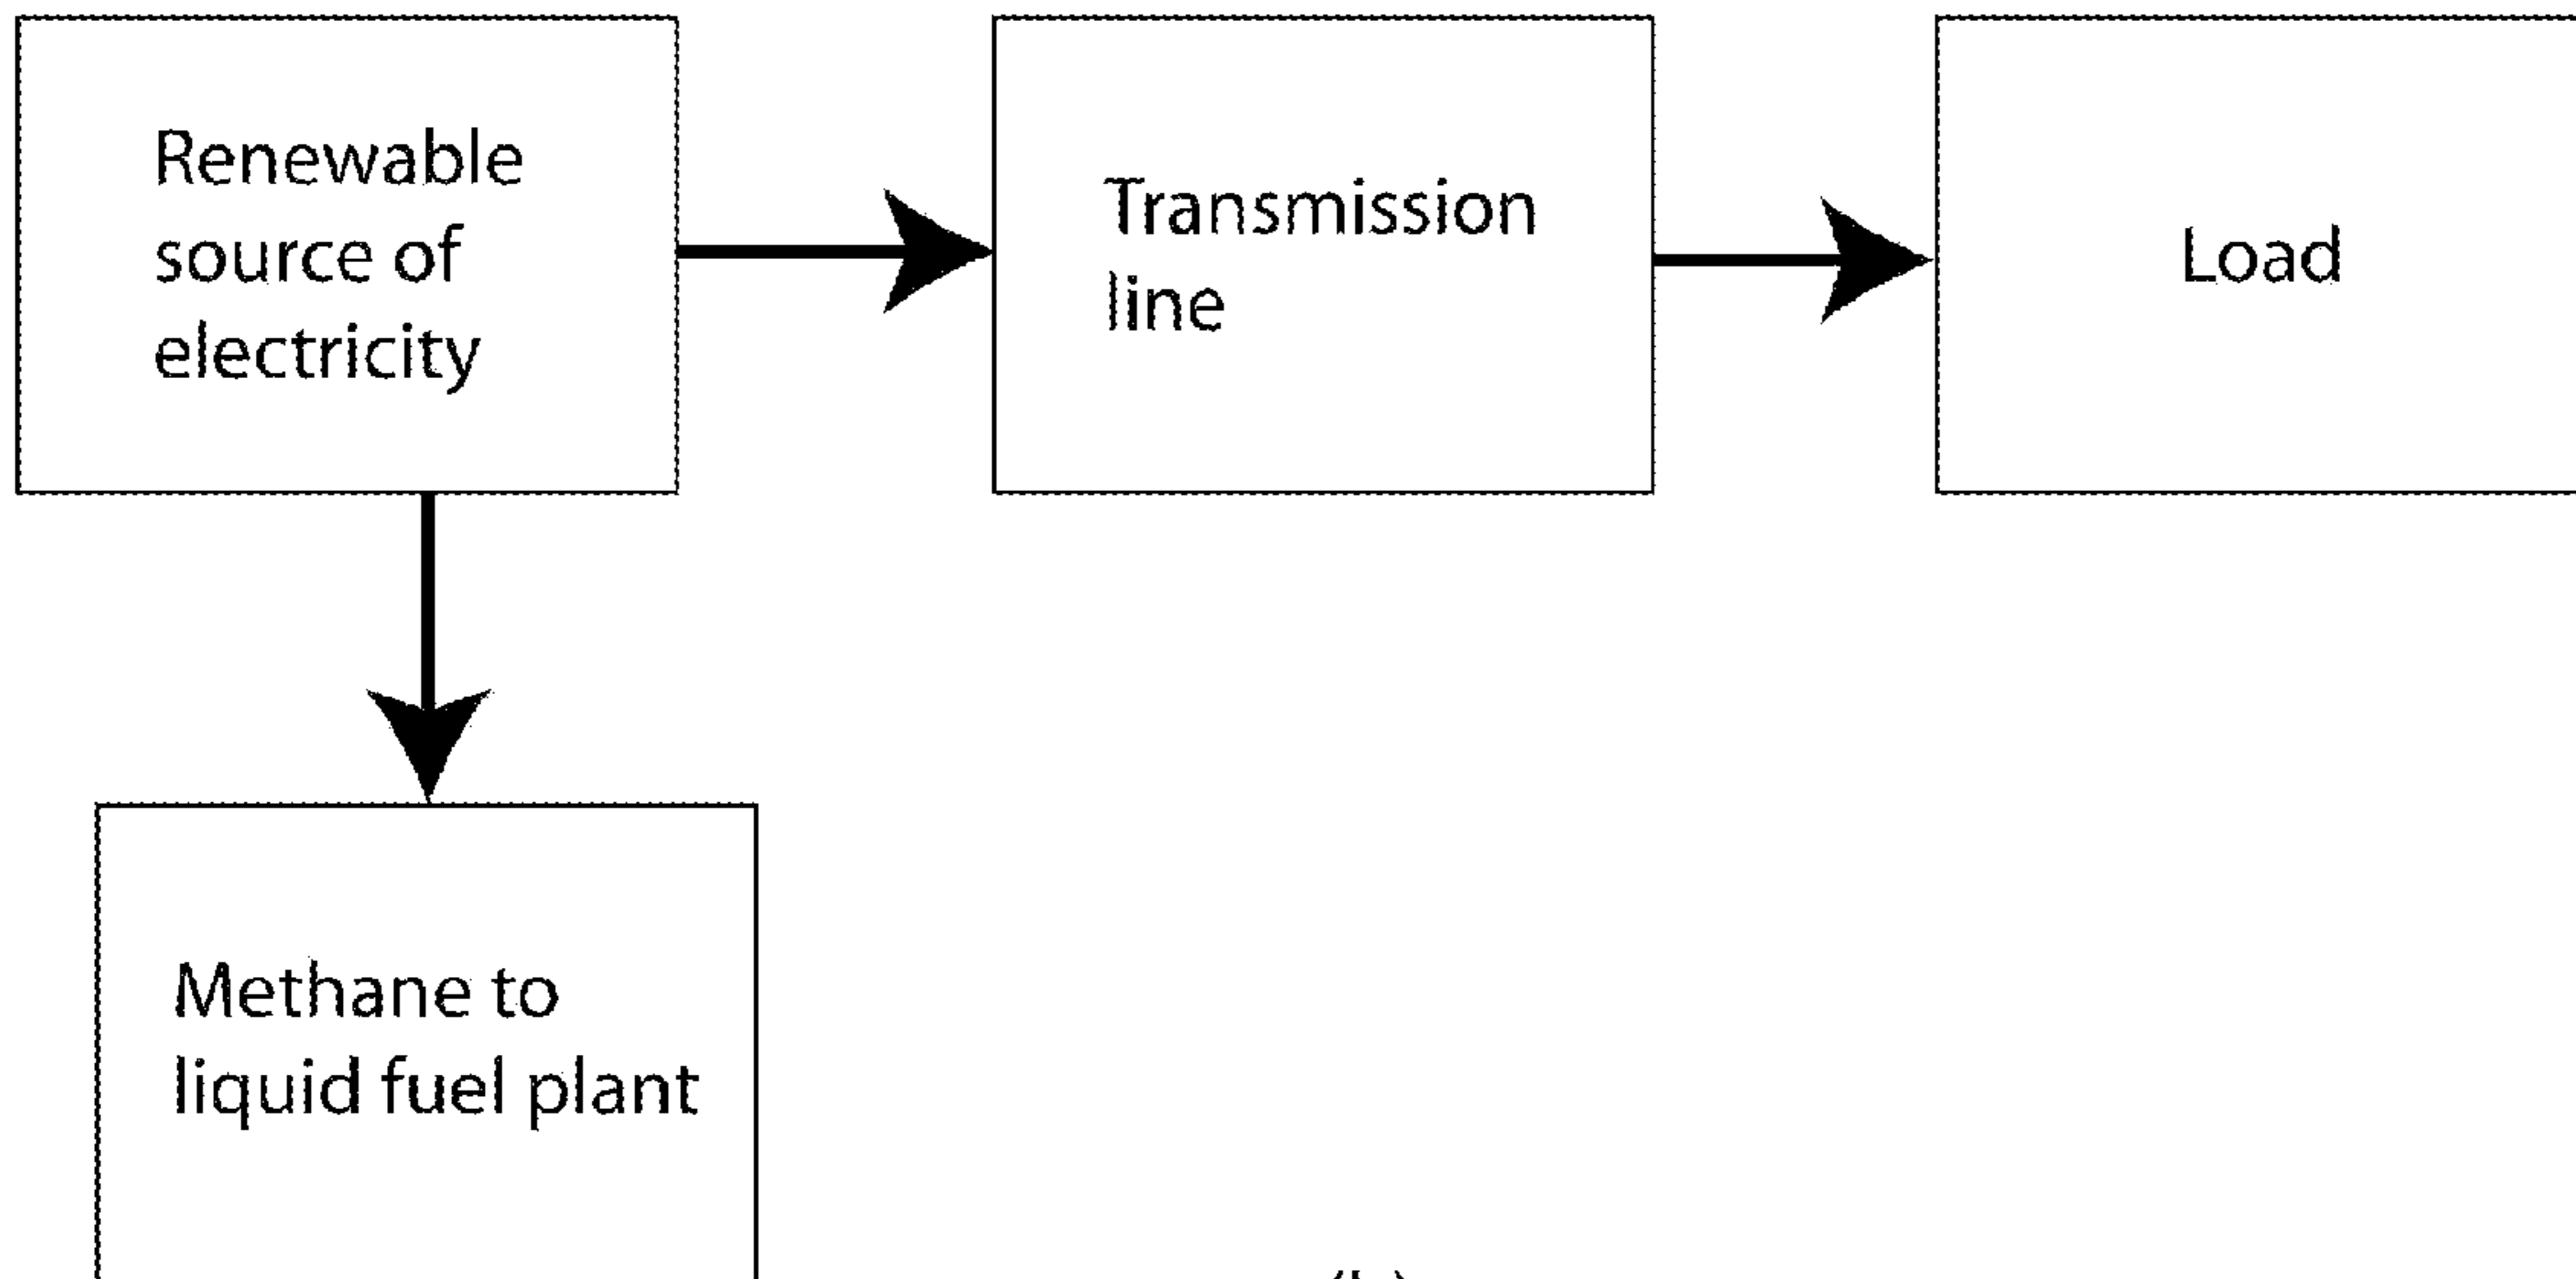 Renewable
source of
electricity
Transmission
line
Load
Methane to
liquid fuel plant